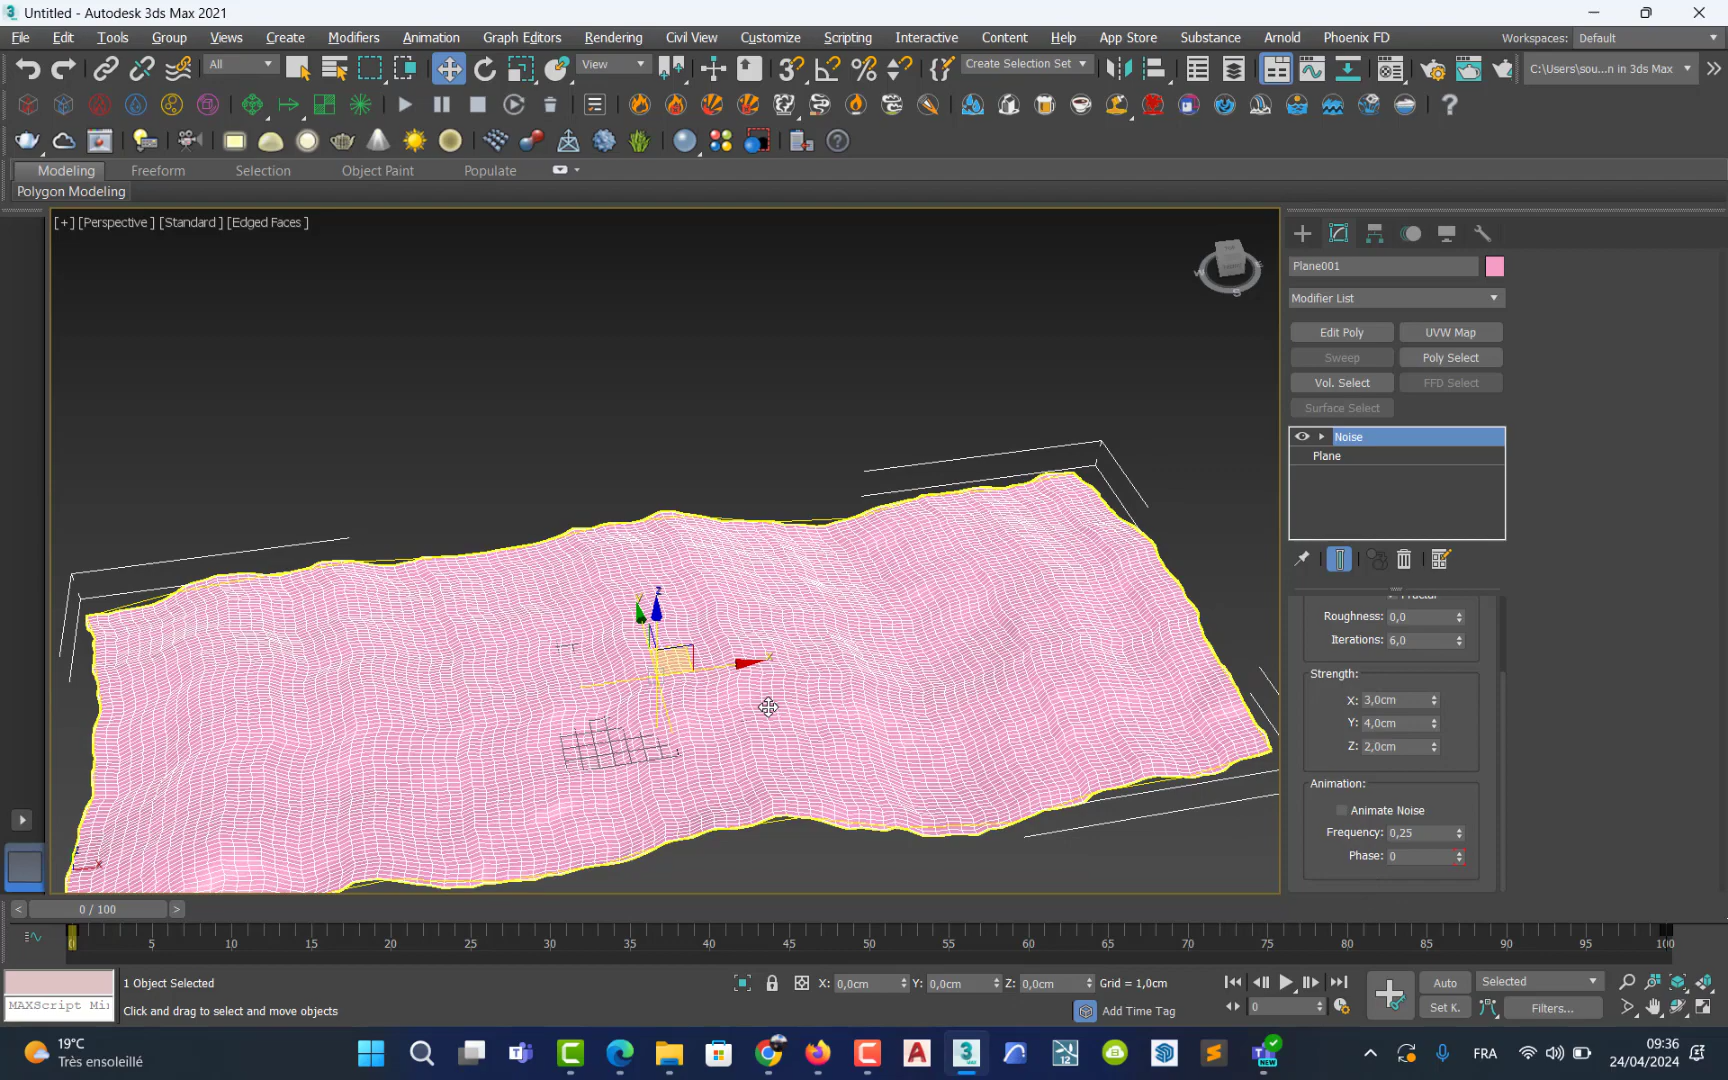 Untitled - Autodesk 3ds Max 2021
File Edit Tools Group Views Create Modifiers Animation Graph Editors Rendering Civil View Customize Scripting Interactive Content Help App Store Substance Arnold Phoenix FD Workspaces: Default
All View Create Selection Set C:\Users\sou...n in 3ds Max
Modeling Freeform Selection Object Paint Populate
Polygon Modeling
[+] [Perspective ] [Standard ] [Edged Faces ]
Plane001
Modifier List
Edit Poly UVW Map
Sweep Poly Select
Vol. Select FFD Select
Surface Select
Noise
Plane
Fractal
Roughness: 0,0
Iterations: 6,0
Strength:
X: 3,0cm
Y: 4,0cm
Z: 2,0cm
Animation:
Animate Noise
Frequency: 0,25
Phase: 0
0 / 100
0 5 10 15 20 25 30 35 40 45 50 55 60 65 70 75 80 85 90 95 100
1 Object Selected X: 0,0cm Y: 0,0cm Z: 0,0cm Grid = 1,0cm Auto Selected
MAXScript Mi Click and drag to select and move objects Add Time Tag 0 Set K. Filters...
19°C
Très ensoleillé
FRA
09:36
24/04/2024